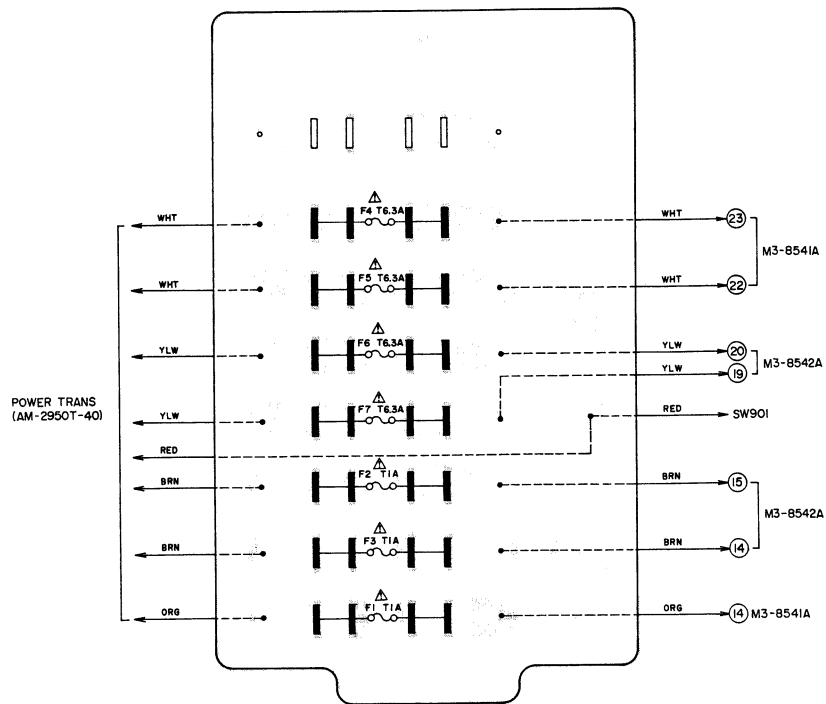 WHT F4 T6.3A WHT 23
M3-8541A
WHT F5 T6.3A WHT 22
YLW F6 T6.3A YLW 20
M3-8542A
YLW 19
POWER TRANS
(AM-2950T-40)
YLW F7 T6.3A
RED RED SW901
BRN F2 T1A BRN 15
M3-8542A
BRN F3 T1A BRN 14
ORG F1 T1A ORG 14 M3-8541A